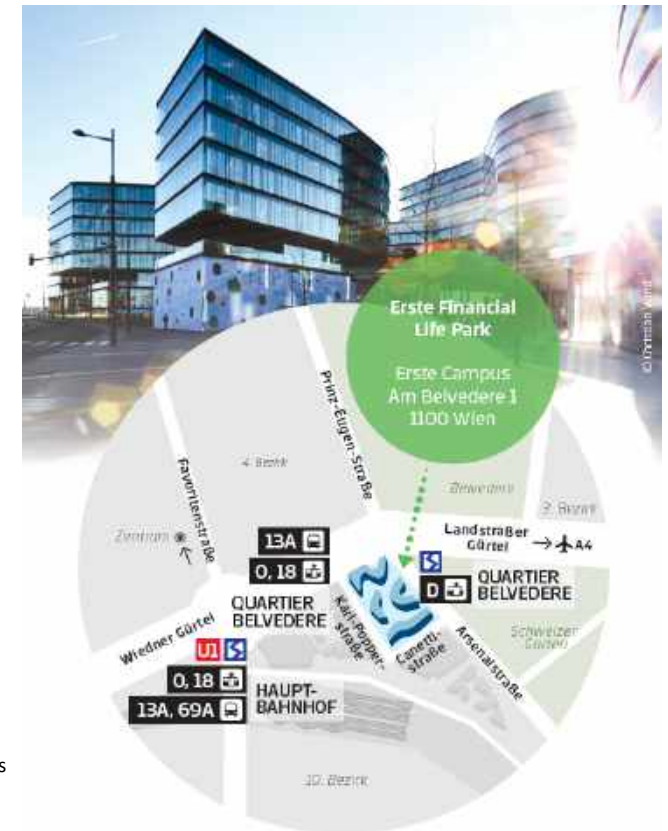 Erste Financial
Life Park
Erste Campus
Am Belvedere 1
1100 Wien
© Christian Wind
Prinz-Eugen-Straße
4. Bezirk
Favoritenstraße
Belvedere
3. Bezirk
Zentrum
Landstraßer
Gürtel
A4
13A
0, 18
QUARTIER
BELVEDERE
D
QUARTIER
BELVEDERE
Karl-Popper-
straße
Canetti-
straße
Arsenalstraße
Schweizer
Garten
Wiedner Gürtel
U1
0, 18
13A, 69A
HAUPT-
BAHNHOF
10. Bezirk
s